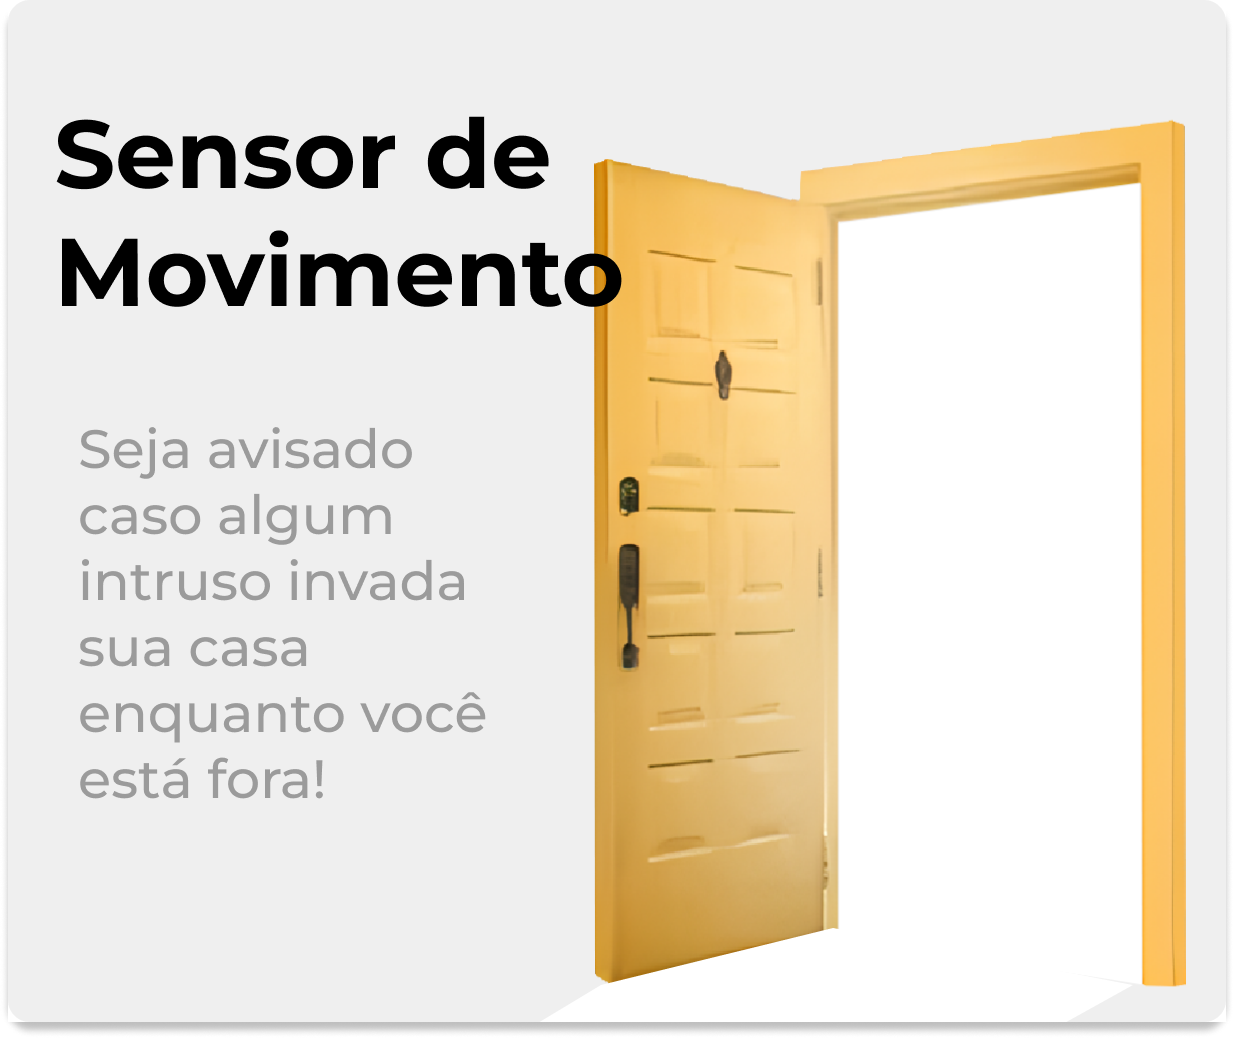 Sensor de
Movimento
Seja avisado
caso algum
intruso invada
sua casa
enquanto você
está fora!